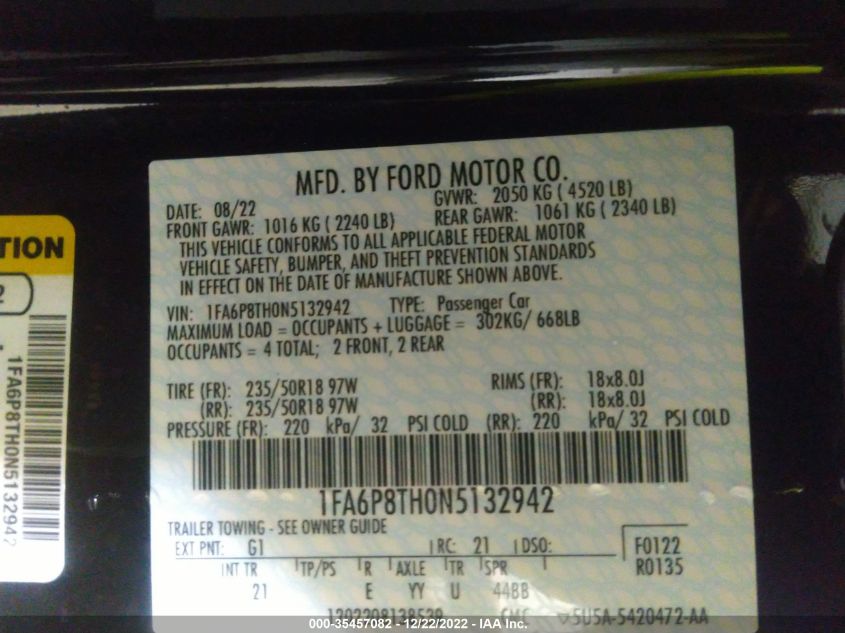 MFD. BY FORD MOTOR CO.
DATE: 08/22 GVWR: 2050 KG ( 4520 LB)
FRONT GAWR: 1016 KG ( 2240 LB) REAR GAWR: 1061 KG ( 2340 LB)
THIS VEHICLE CONFORMS TO ALL APPLICABLE FEDERAL MOTOR
VEHICLE SAFETY, BUMPER, AND THEFT PREVENTION STANDARDS
IN EFFECT ON THE DATE OF MANUFACTURE SHOWN ABOVE.
VIN: 1FA6P8TH0N5132942 TYPE: Passenger Car
MAXIMUM LOAD = OCCUPANTS + LUGGAGE = 302KG/ 668LB
OCCUPANTS = 4 TOTAL; 2 FRONT, 2 REAR
TIRE (FR): 235/50R18 97W RIMS (FR): 18x8.0J
(RR): 235/50R18 97W (RR): 18x8.0J
PRESSURE (FR): 220 kPa/ 32 PSI COLD (RR): 220 kPa/ 32 PSI COLD
1FA6P8TH0N5132942
TRAILER TOWING - SEE OWNER GUIDE
EXT PNT: G1 RC: 21 DSO: F0122
R0135
INT TR TP/PS R AXLE TR SPR
21 E YY U 44BB
5U5A-5420472-AA
TION
2
1FA6P8TH0N5132942
000-35457082 - 12/22/2022 - IAA Inc.